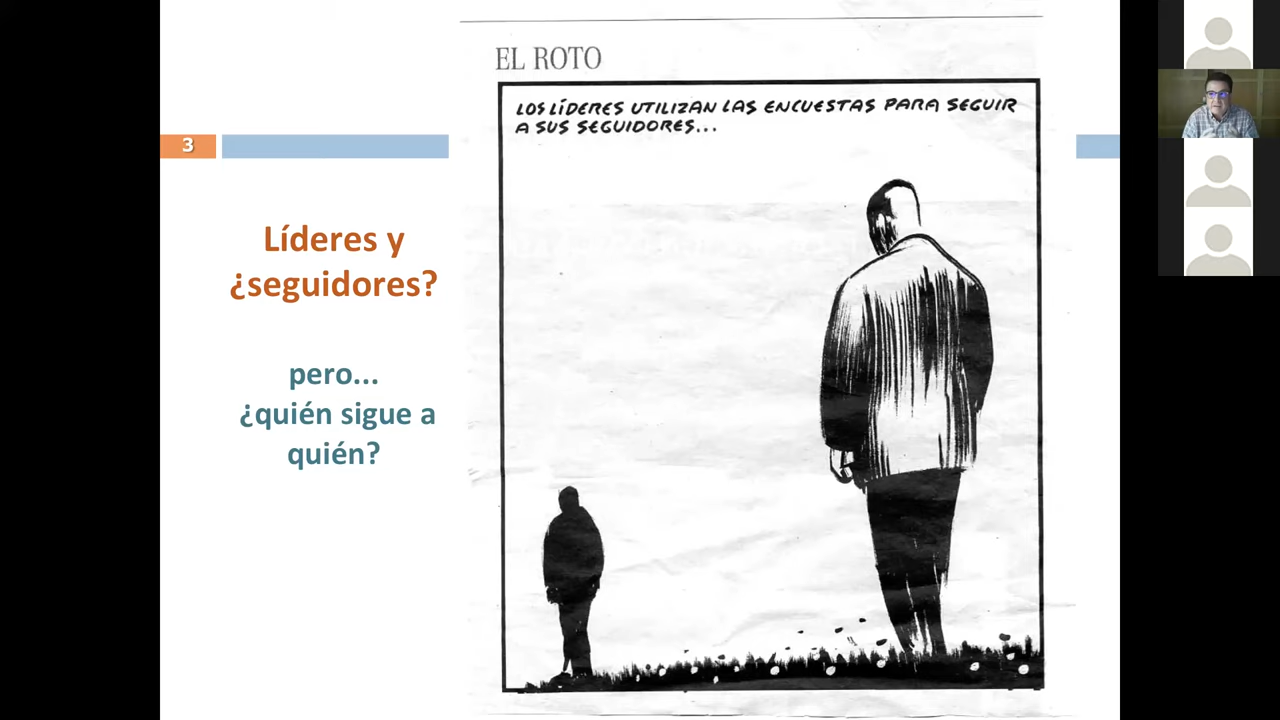 EL ROTO
LOS LÍDERES UTILIZAN LAS ENCUESTAS PARA SEGUIR
A SUS SEGUIDORES...
3
Líderes y
¿seguidores?
pero...
¿quién sigue a
quién?